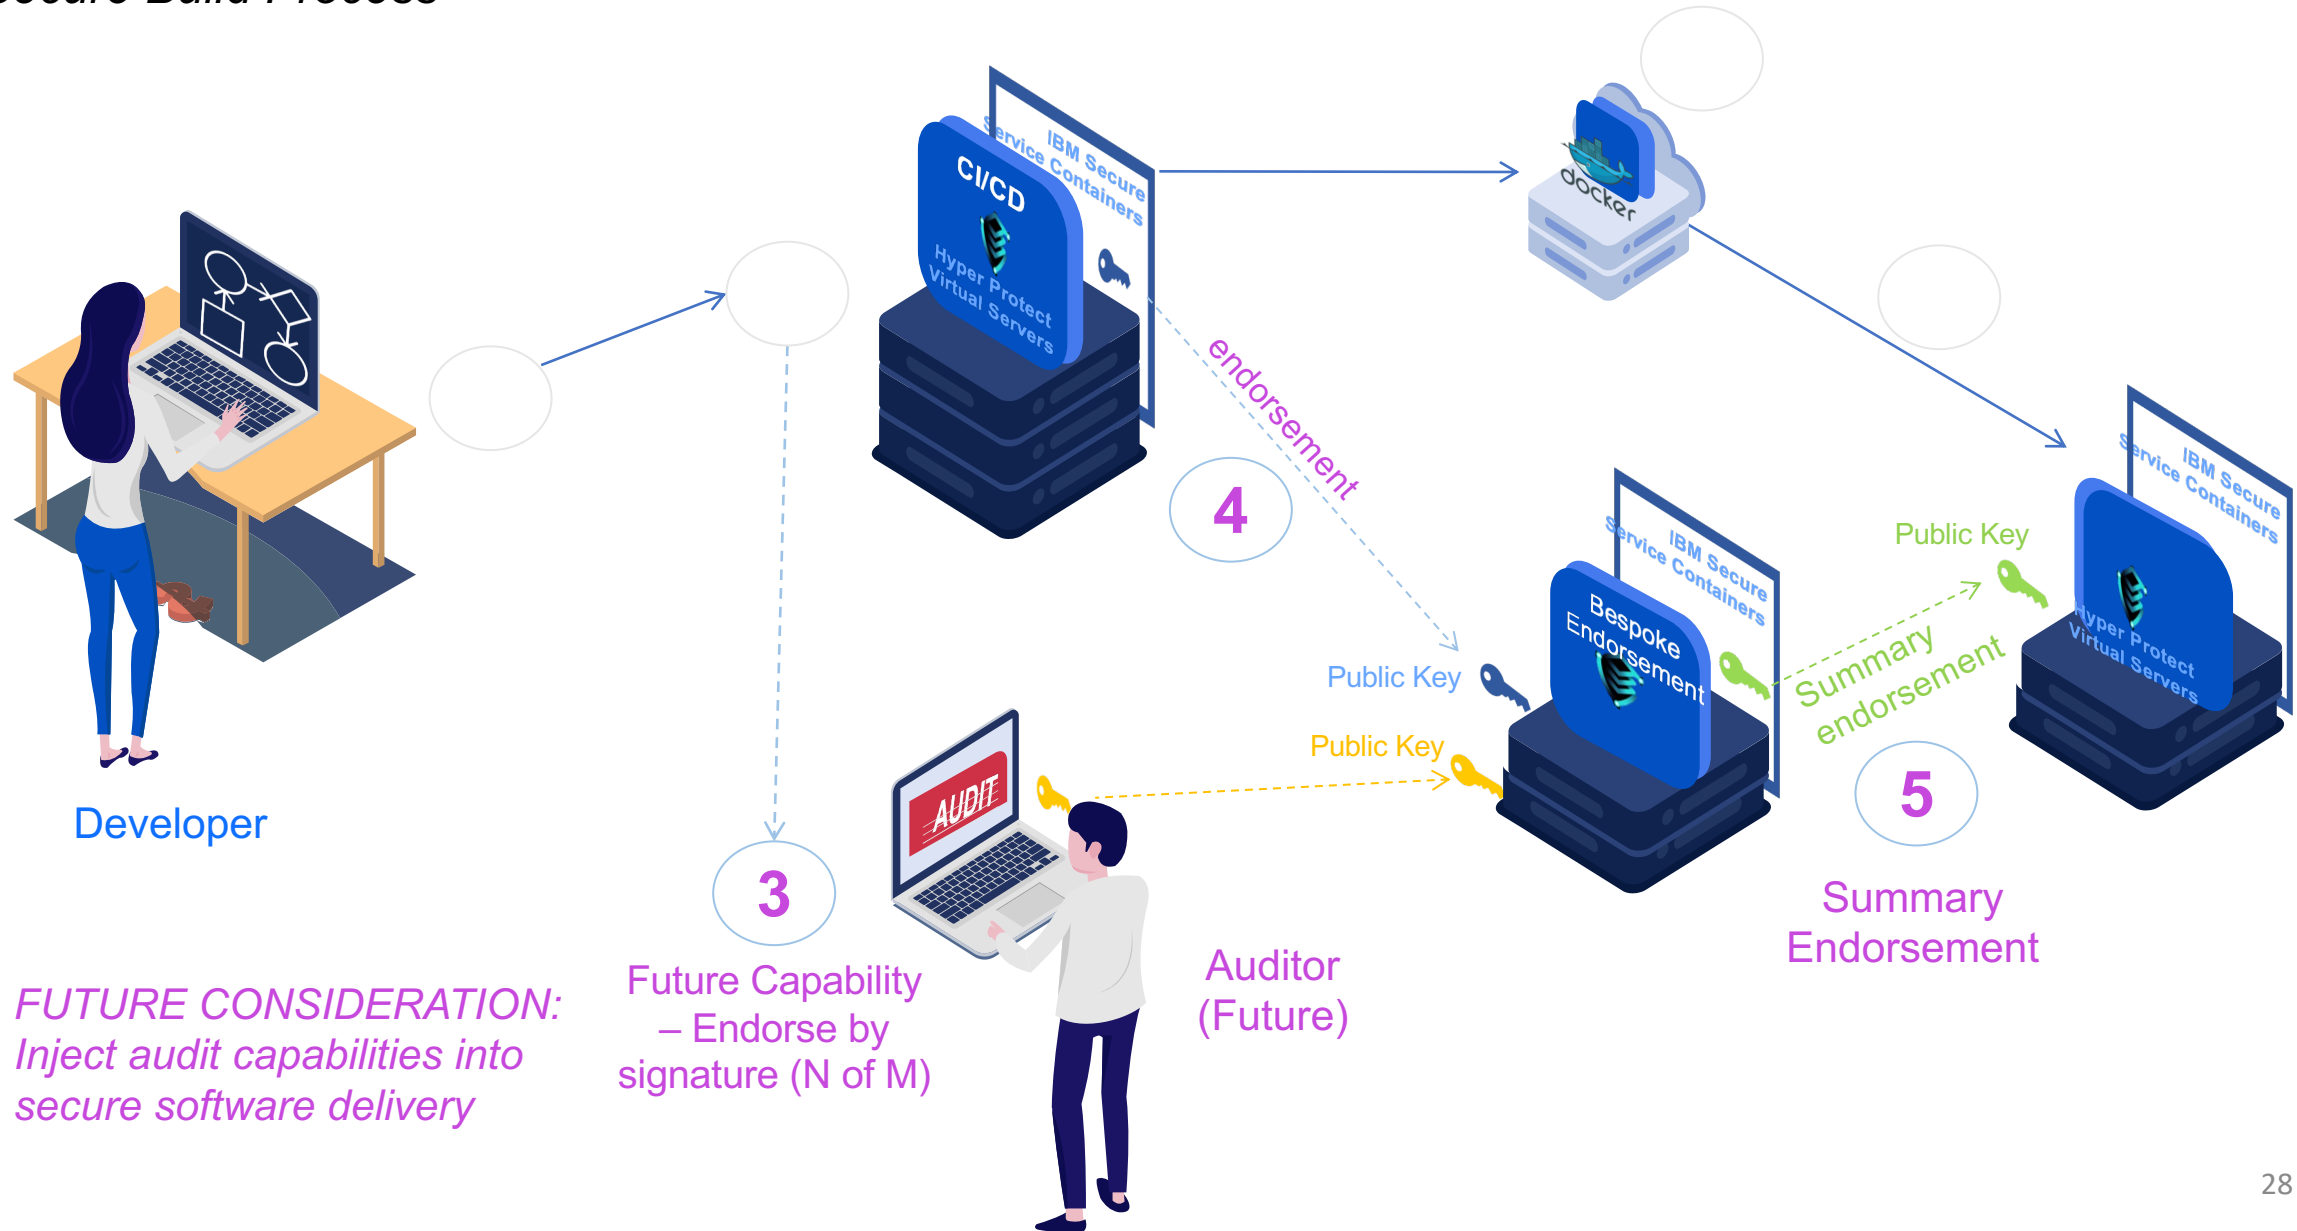 Secure Build Process
IBM Secure
Service Containers
CI/CD
Hyper Protect
Virtual Servers
docker
endorsement
4
IBM Secure
Service Containers
Hyper Protect
Virtual Servers
Public Key
IBM Secure
Service Containers
Bespoke
Endorsement
Public Key
Public Key
Summary
endorsement
5
Summary
Endorsement
AUDIT
Developer
3
Future Capability
– Endorse by
signature (N of M)
Auditor
(Future)
FUTURE CONSIDERATION:
Inject audit capabilities into
secure software delivery
28